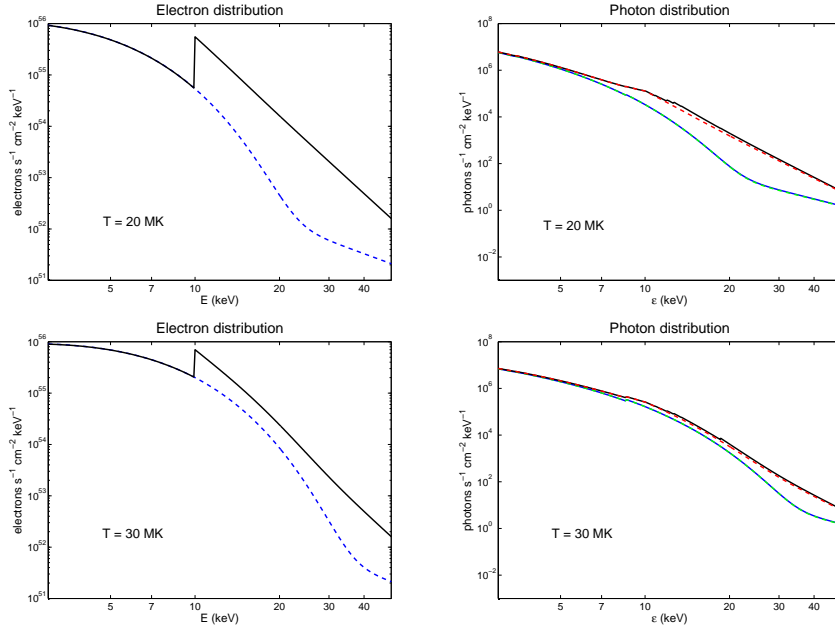 Electron distribution
10^56
10^55
10^54
10^53
10^52
10^51
electrons s^−1 cm^−2 keV^−1
T = 20 MK
5 7 10 20 30 40
E (keV)
Photon distribution
10^8
10^6
10^4
10^2
10^0
10^−2
photons s^−1 cm^−2 keV^−1
T = 20 MK
5 7 10 20 30 40
ε (keV)
Electron distribution
10^56
10^55
10^54
10^53
10^52
10^51
electrons s^−1 cm^−2 keV^−1
T = 30 MK
5 7 10 20 30 40
E (keV)
Photon distribution
10^8
10^6
10^4
10^2
10^0
10^−2
photons s^−1 cm^−2 keV^−1
T = 30 MK
5 7 10 20 30 40
ε (keV)